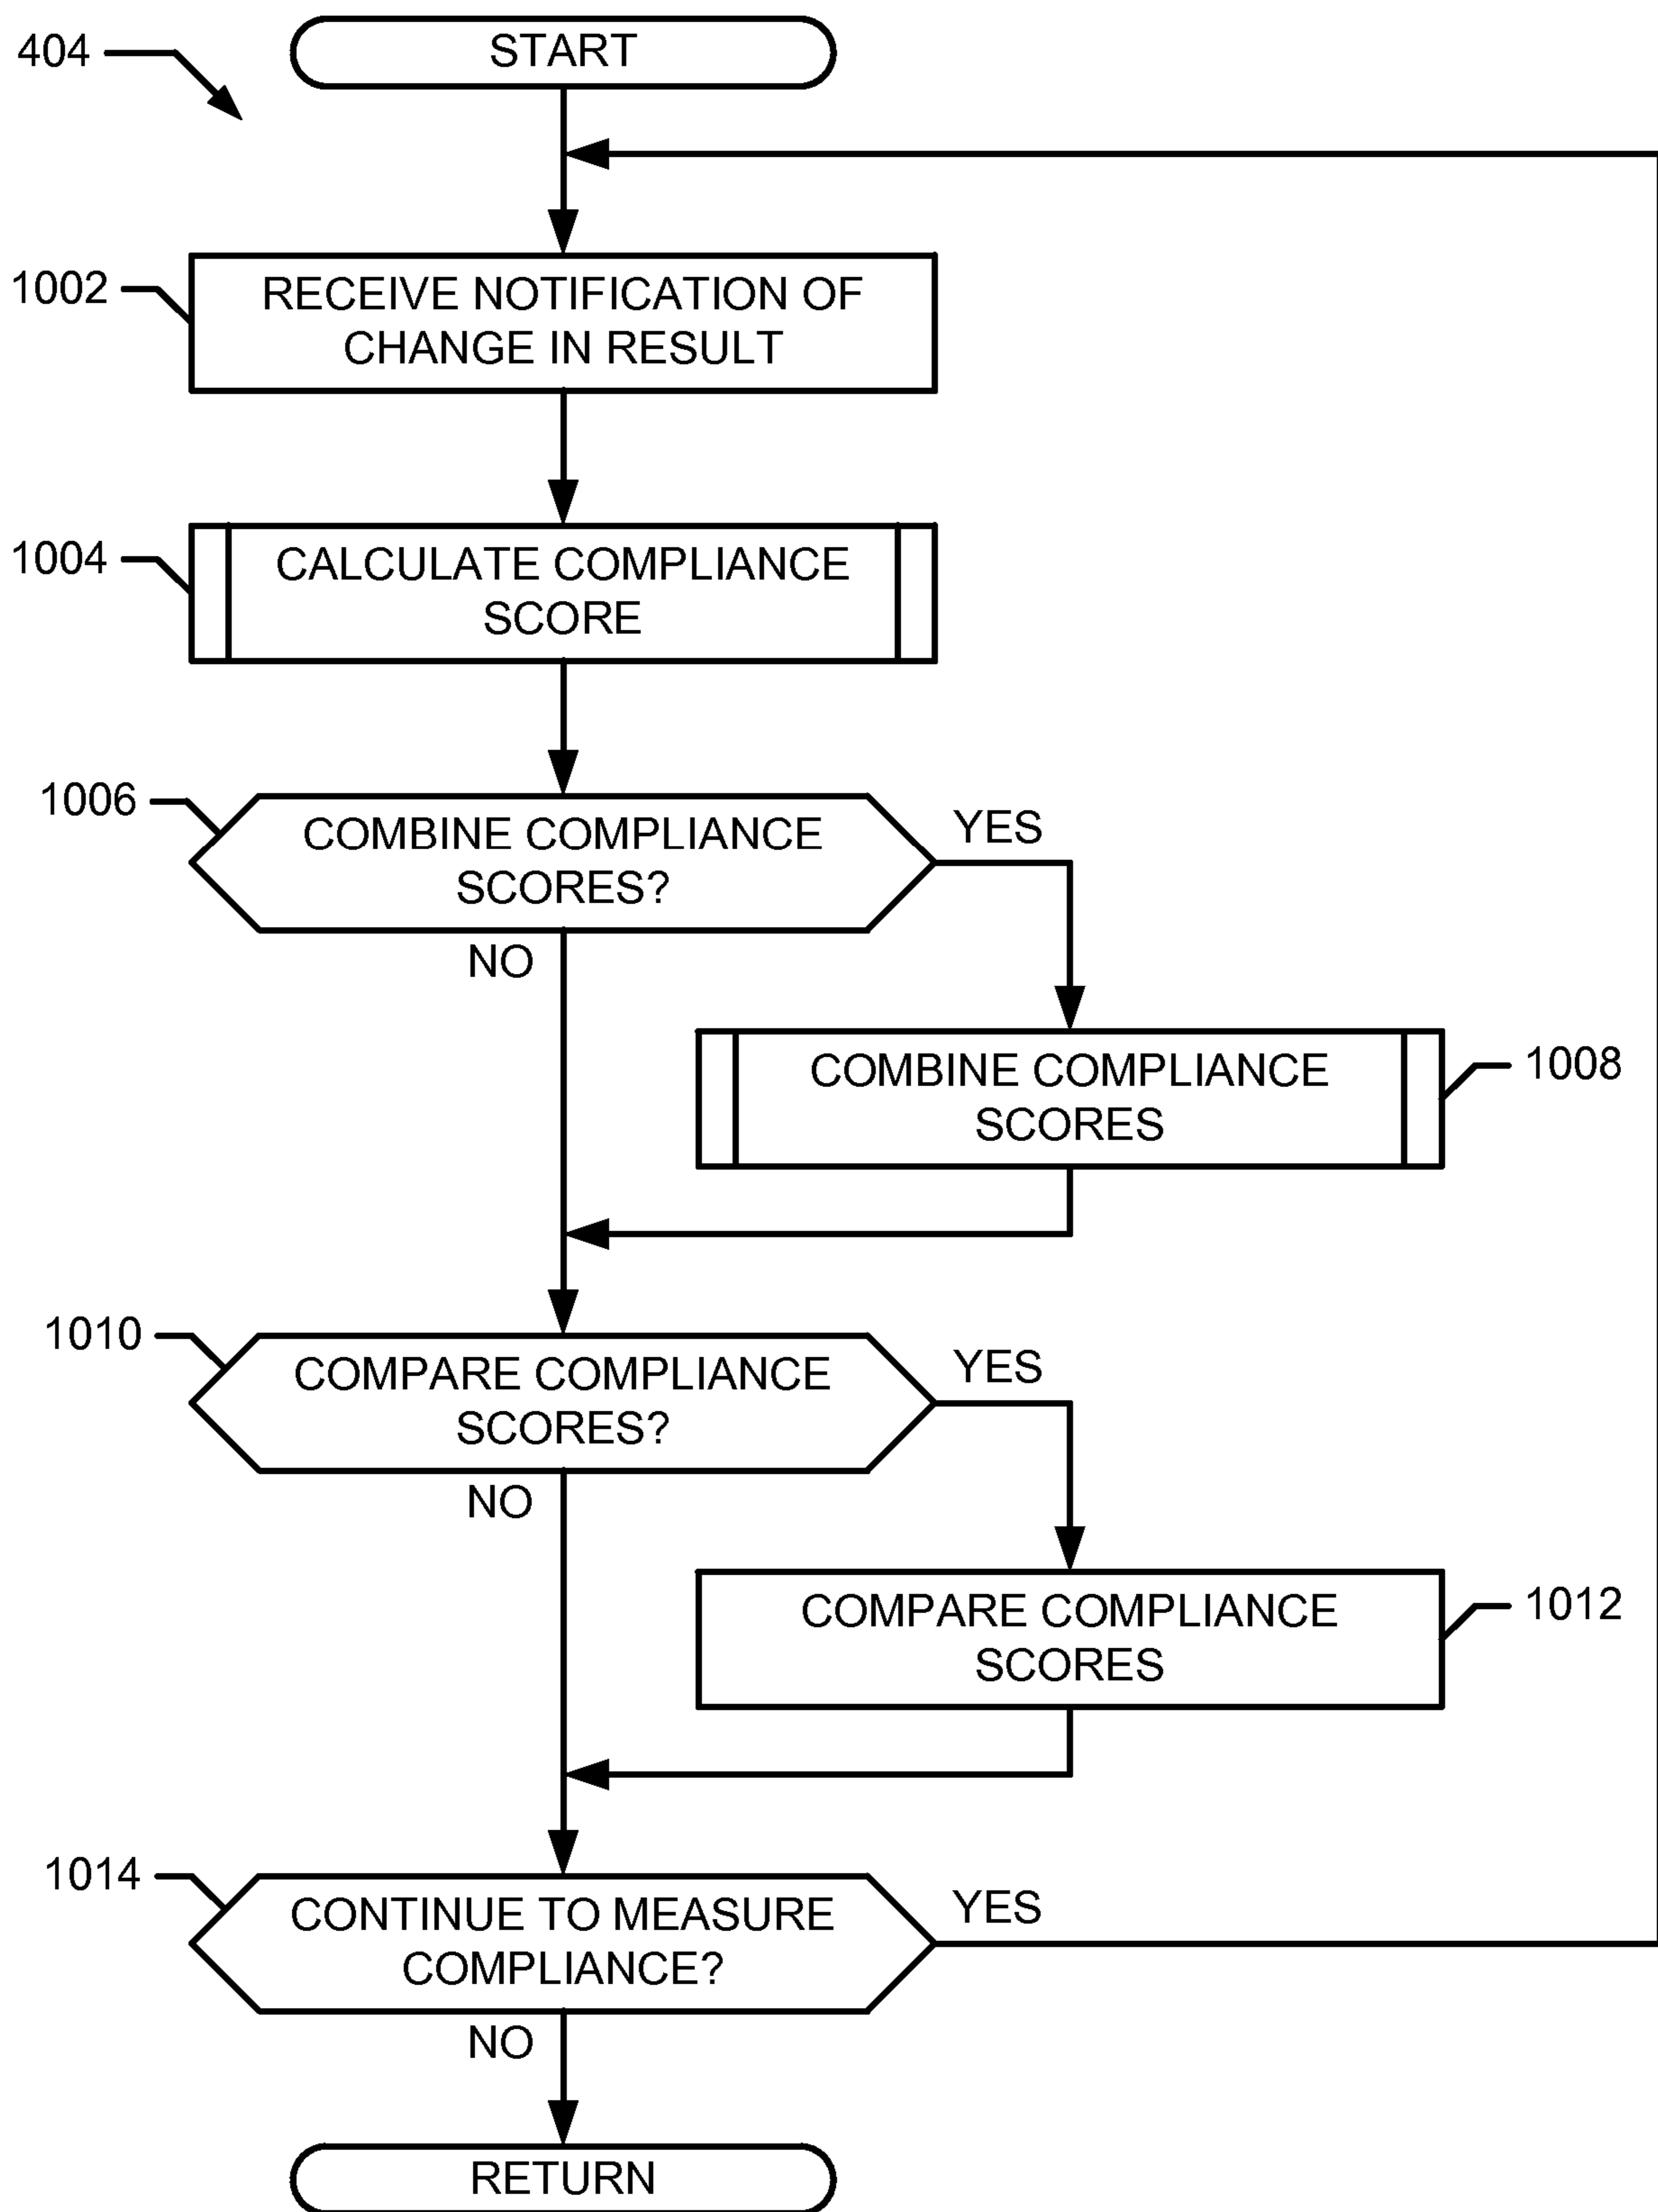 404
START
1002
RECEIVE NOTIFICATION OF
CHANGE IN RESULT
1004
CALCULATE COMPLIANCE
SCORE
1006
COMBINE COMPLIANCE
SCORES?
YES
NO
COMBINE COMPLIANCE
SCORES
1008
1010
COMPARE COMPLIANCE
SCORES?
YES
NO
COMPARE COMPLIANCE
SCORES
1012
1014
CONTINUE TO MEASURE
COMPLIANCE?
YES
NO
RETURN